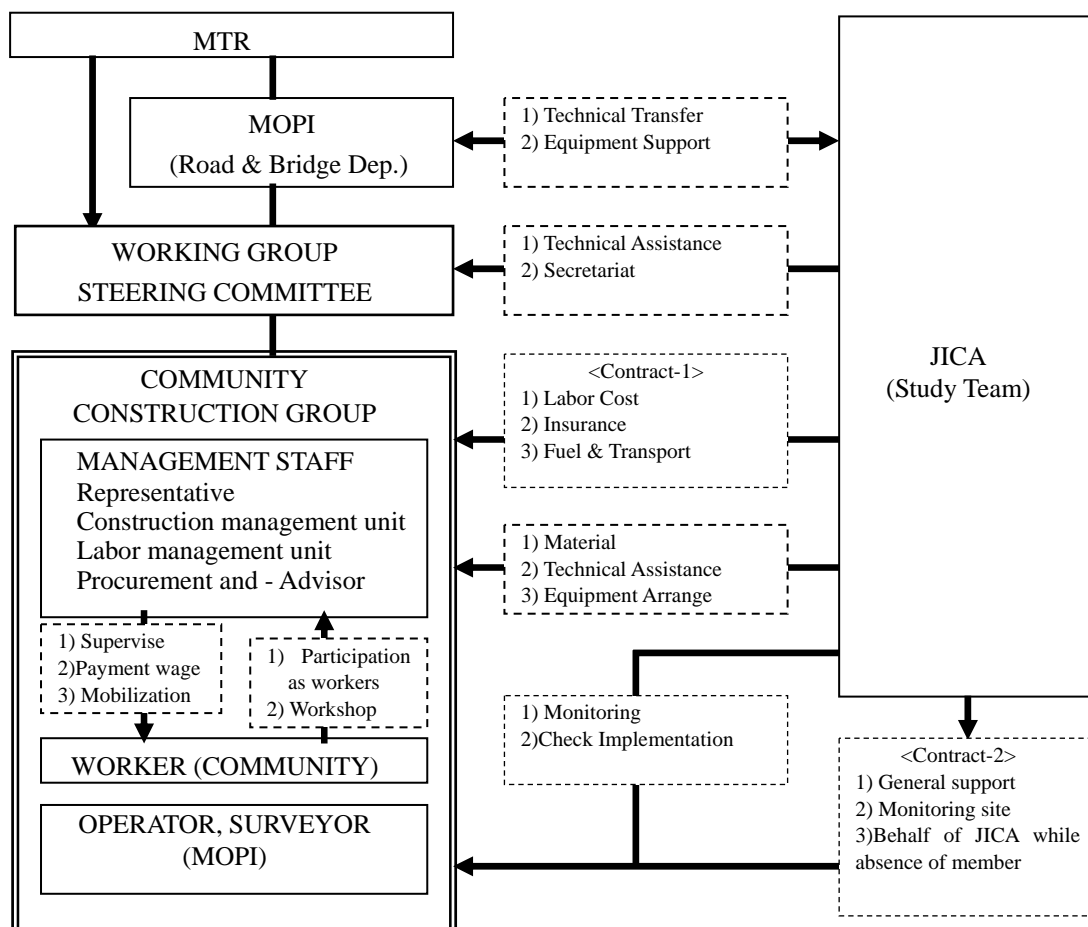 MTR
MOPI
(Road & Bridge Dep.)
1) Technical Transfer
2) Equipment Support
WORKING GROUP
STEERING COMMITTEE
1) Technical Assistance
2) Secretariat
JICA
(Study Team)
COMMUNITY
CONSTRUCTION GROUP
<Contract-1>
1) Labor Cost
2) Insurance
3) Fuel & Transport
MANAGEMENT STAFF
Representative
Construction management unit
Labor management unit
Procurement and - Advisor
1) Material
2) Technical Assistance
3) Equipment Arrange
1) Supervise
2)Payment wage
3) Mobilization
1) Participation
as workers
2) Workshop
1) Monitoring
2)Check Implementation
WORKER (COMMUNITY)
OPERATOR, SURVEYOR
(MOPI)
<Contract-2>
1) General support
2) Monitoring site
3)Behalf of JICA while
absence of member